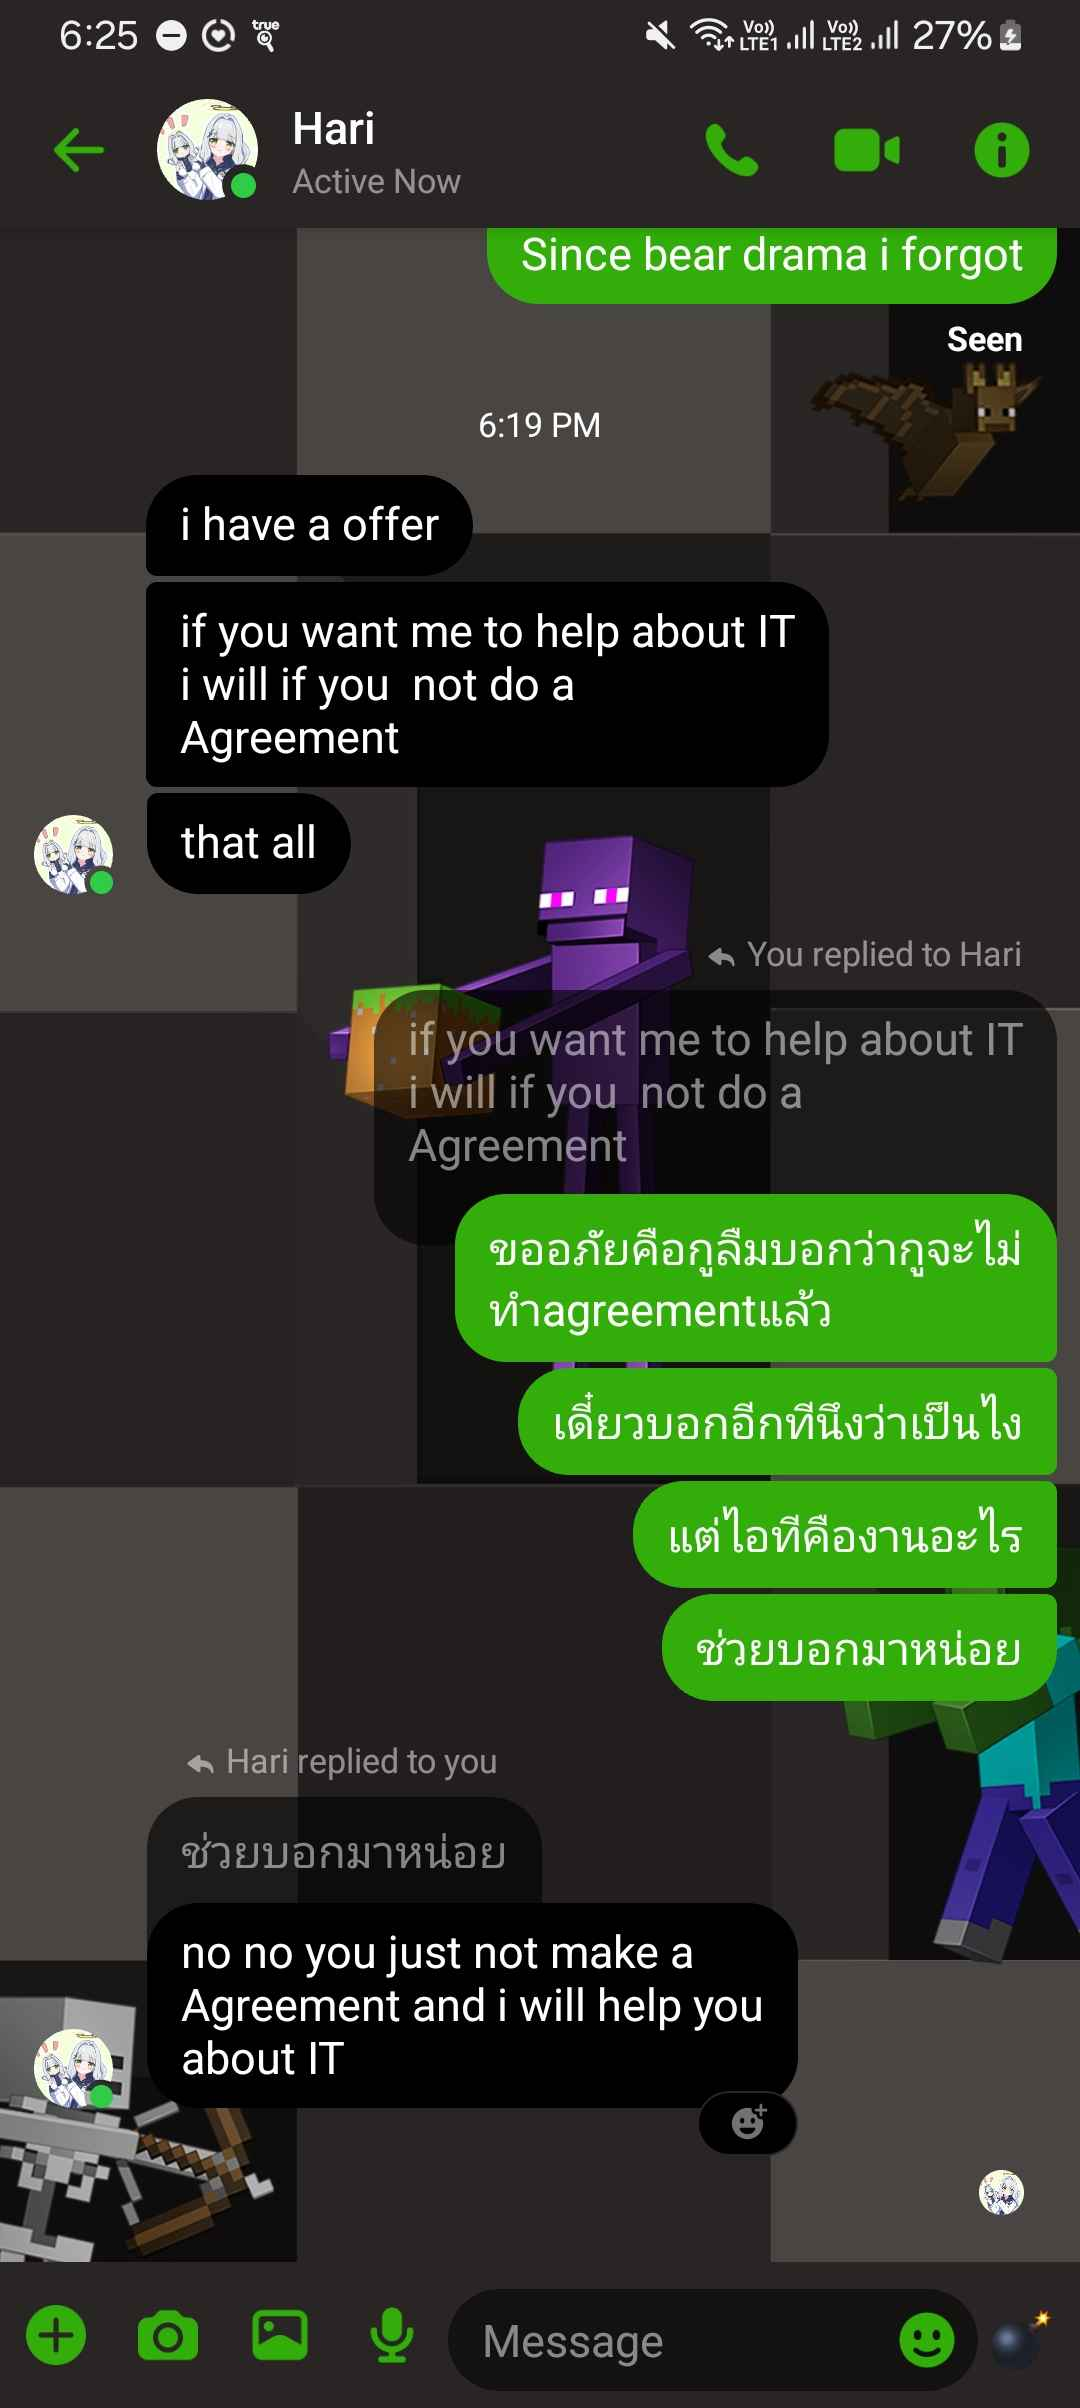 6:25
true
Vo))
LTE1
Vo))
LTE2
27%
Hari
Active Now
Since bear drama i forgot
Seen
6:19 PM
i have a offer
if you want me to help about IT
i will if you  not do a
Agreement
that all
You replied to Hari
if you want me to help about IT
i will if you  not do a
Agreement
ขออภัยคือกูลืมบอกว่ากูจะไม่
ทำagreementแล้ว
เดี๋ยวบอกอีกทีนึงว่าเป็นไง
แต่ไอทีคืองานอะไร
ช่วยบอกมาหน่อย
Hari replied to you
ช่วยบอกมาหน่อย
no no you just not make a
Agreement and i will help you
about IT
Message